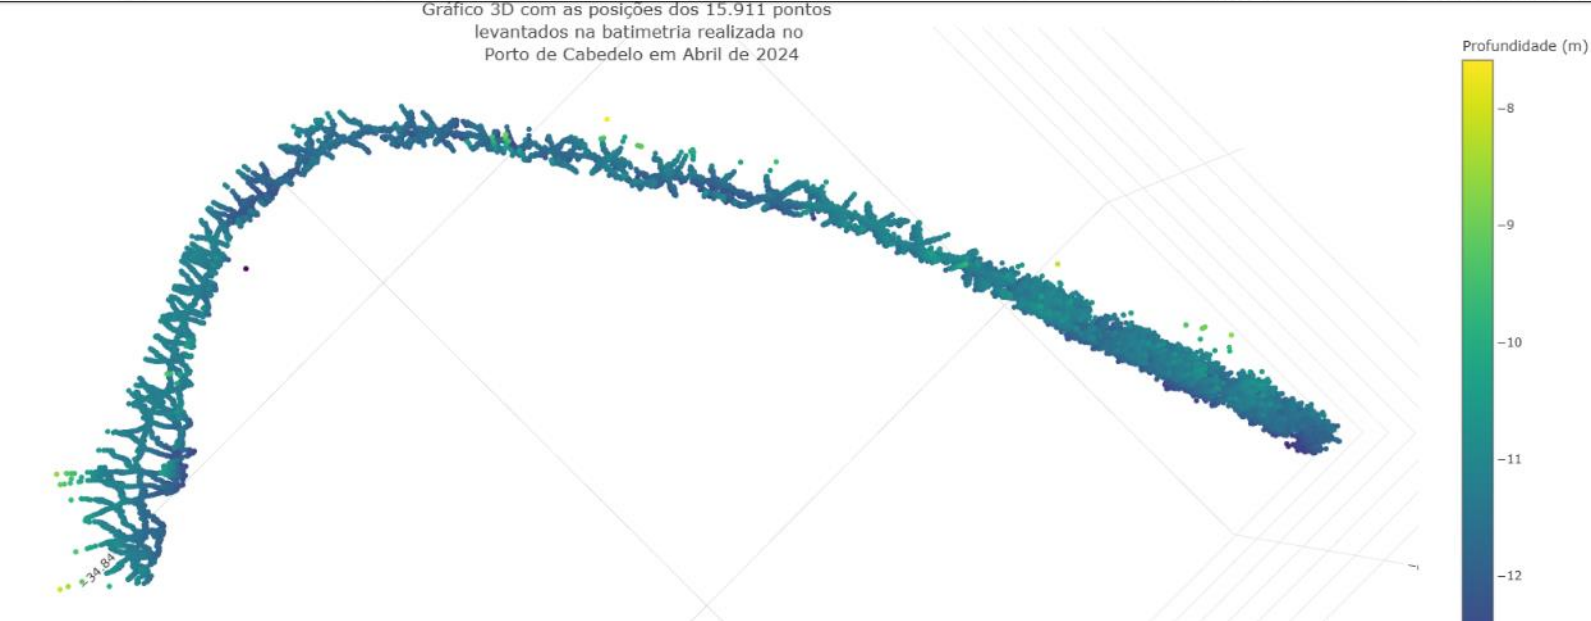 Gráfico 3D com as posições dos 15.911 pontos
levantados na batimetria realizada no
Porto de Cabedelo em Abril de 2024
Profundidade (m)
−8
−9
−10
−11
−12
−34.84